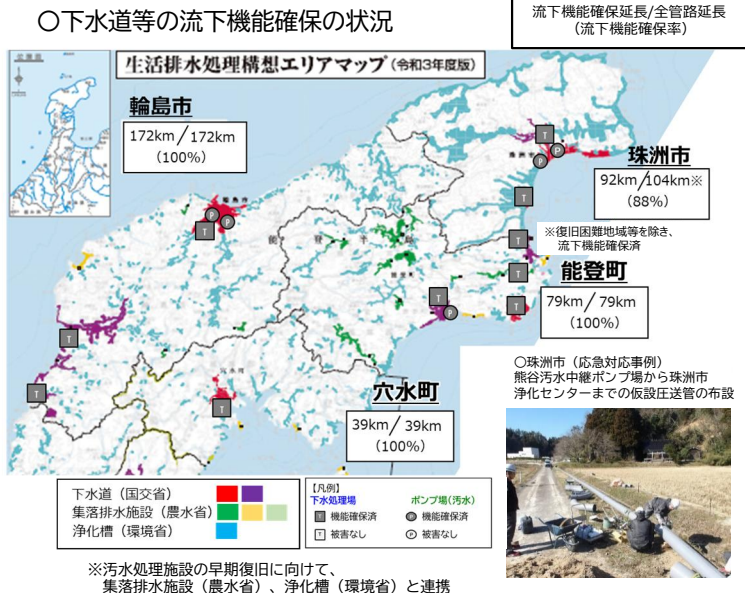 〇下水道等の流下機能確保の状況
流下機能確保延長/全管路延長
(流下機能確保率)
生活排水処理構想エリアマップ(令和3年度版)
輪島市
172km/172km
(100%)
珠洲市
92km/104km※
(88%)
※復旧困難地域等を除き、
流下機能確保済
能登町
79km/79km
(100%)
穴水町
39km/39km
(100%)
〇珠洲市(応急対応事例)
熊谷汚水中継ポンプ場から珠洲市
浄化センターまでの仮設圧送管の布設
下水道(国交省)
集落排水施設(農水省)
浄化槽(環境省)
【凡例】
下水処理場 ポンプ場(汚水)
T 機能確保済 P 機能確保済
T 被害なし P 被害なし
※汚水処理施設の早期復旧に向けて、
集落排水施設(農水省)、浄化槽(環境省)と連携